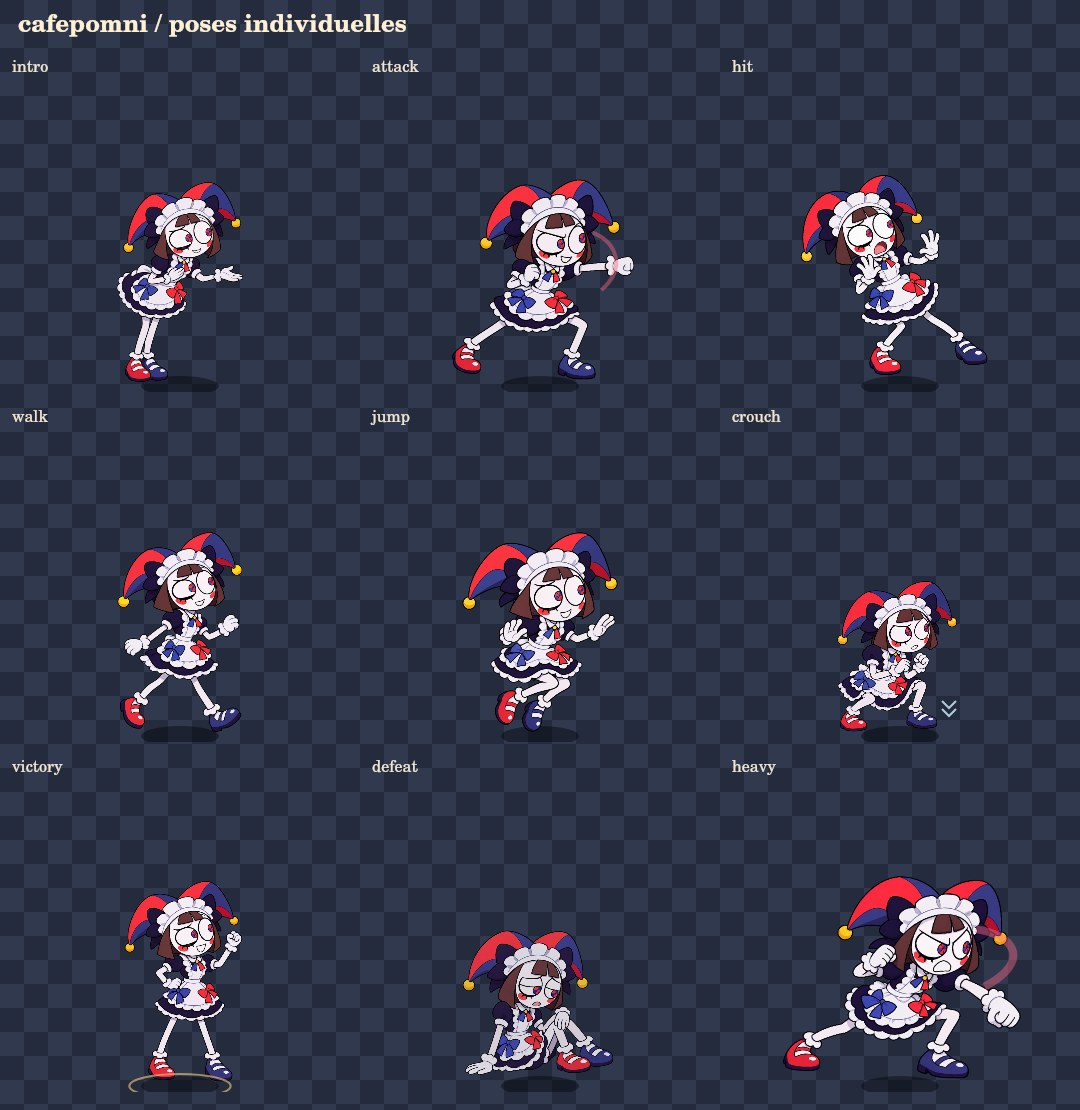 cafepomni / poses individuelles
intro
attack
hit
walk
jump
crouch
victory
defeat
heavy